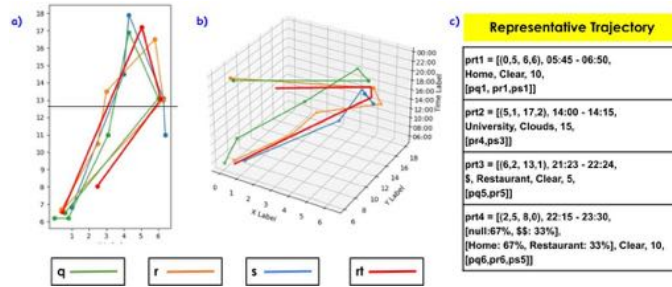 a)
18
17
16
15
14
13
12
11
10
9
8
7
6
1 2 3 4 5 6
b)
00:00
22:00
20:00
18:00
16:00
14:00
12:00
10:00
08:00
06:00
Time Label
0 1 2 3 4 5 6
X Label
6 8 10 12 14 16 18
Y Label
c)
Representative Trajectory
prt1 = [(0,5, 6,6), 05:45 - 06:50,
Home, Clear, 10,
[pq1, pr1,ps1]]
prt2 = [(5,1, 17,2), 14:00 - 14:15,
University, Clouds, 15,
[pr4,ps3]]
prt3 = [(6,2, 13,1), 21:23 - 22:24,
$, Restaurant, Clear, 5,
[pq5,pr5]]
prt4 = [(2,5, 8,0), 22:15 - 23:30,
[null:67%, $$: 33%],
[Home: 67%, Restaurant: 33%], Clear, 10,
[pq6,pr6,ps5]]
q
r
s
rt